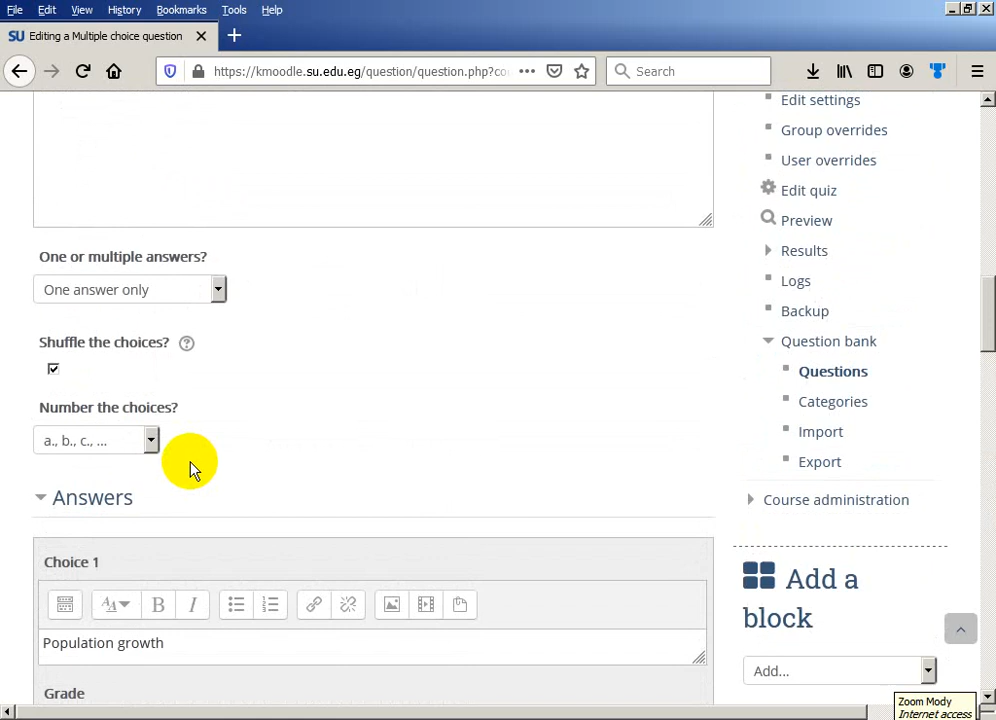 File Edit View History Bookmarks Tools Help
SU Editing a Multiple choice question
https://kmoodle.su.edu.eg/question/question.php?co
Search
Edit settings
Group overrides
User overrides
Edit quiz
Preview
Results
Logs
Backup
Question bank
Questions
Categories
Import
Export
Course administration
Add a
block
Add...
One or multiple answers?
One answer only
Shuffle the choices?
Number the choices?
a., b., c., ...
Answers
Choice 1
B I
Population growth
Grade
Zoom Mody
Internet access